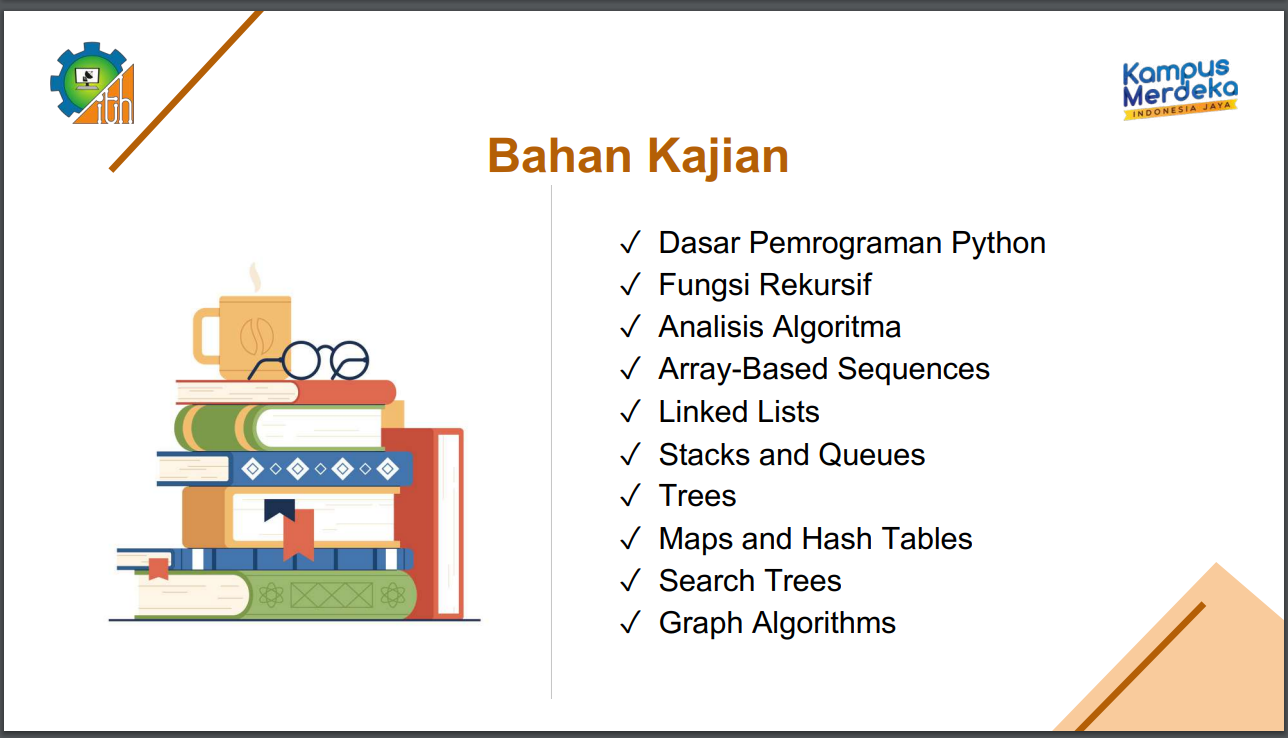 ith
Kampus
Merdeka
INDONESIA JAYA
Bahan Kajian
✓ Dasar Pemrograman Python
✓ Fungsi Rekursif
✓ Analisis Algoritma
✓ Array-Based Sequences
✓ Linked Lists
✓ Stacks and Queues
✓ Trees
✓ Maps and Hash Tables
✓ Search Trees
✓ Graph Algorithms